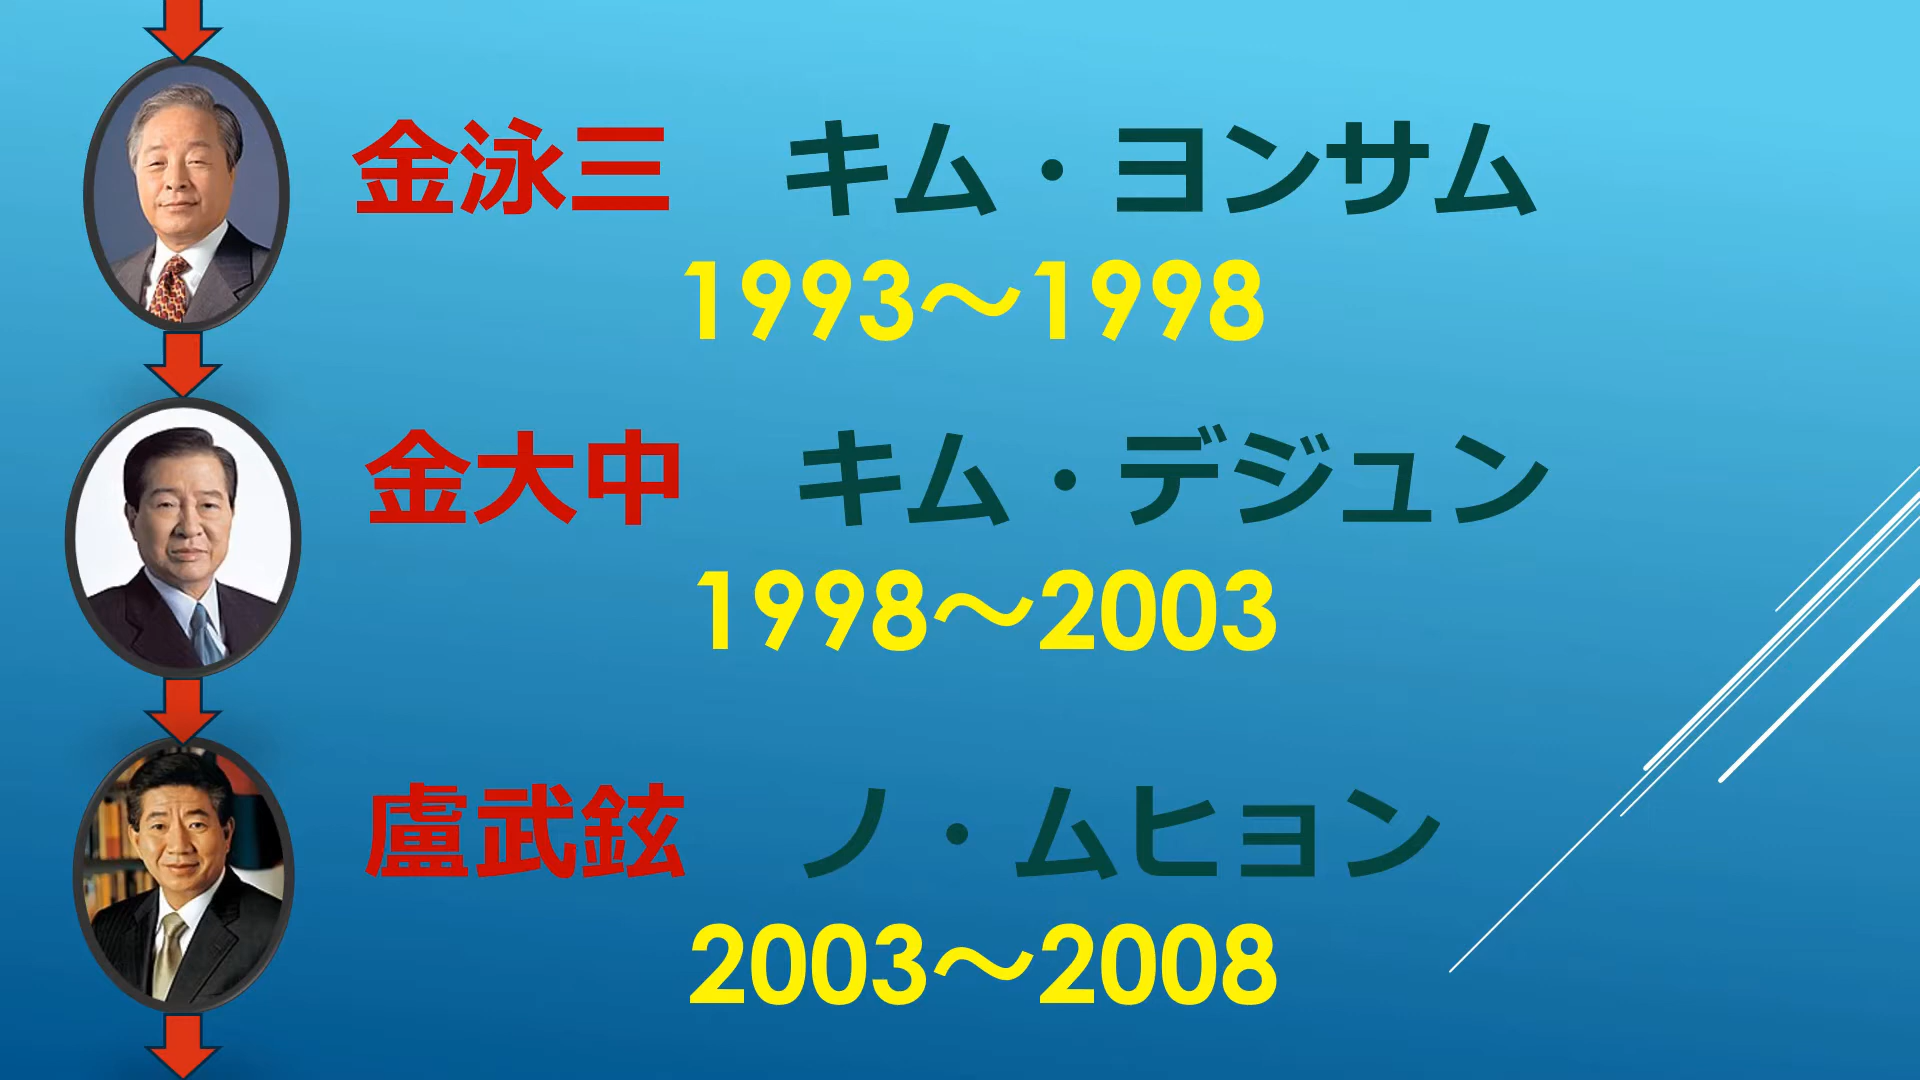 金泳三　キム・ヨンサム
1993～1998
金大中　キム・デジュン
1998～2003
盧武鉉　ノ・ムヒョン
2003～2008